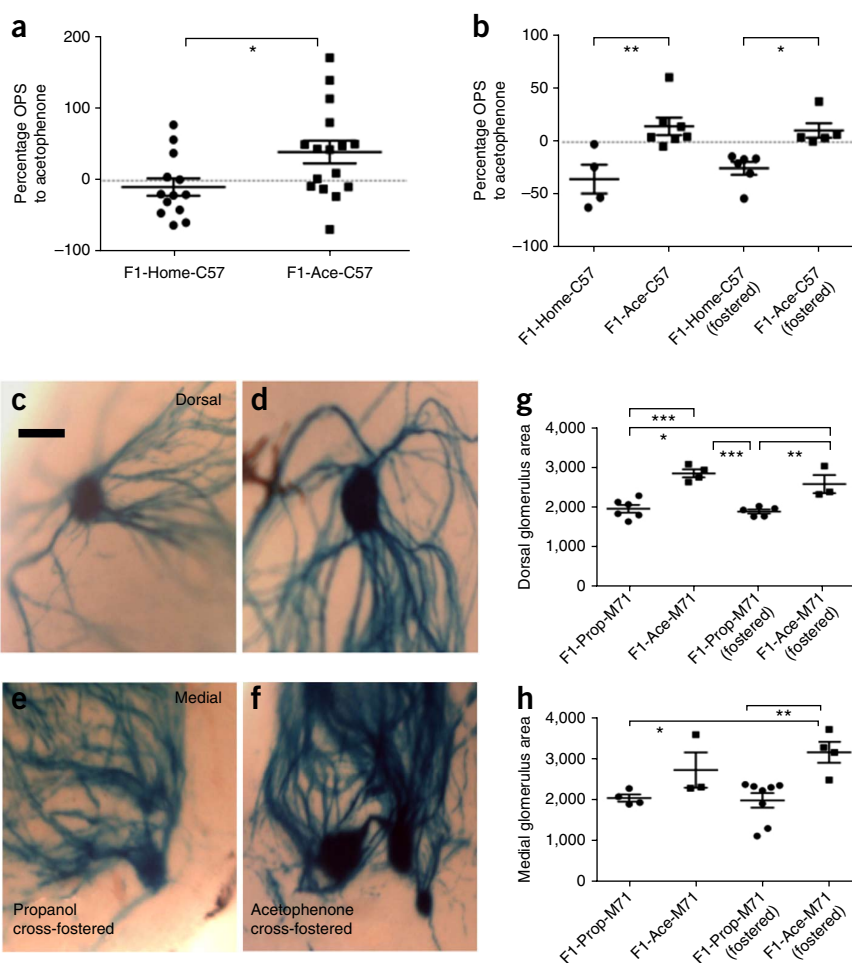 a
Percentage OPS
to acetophenone
200
100
0
−100
*
F1-Home-C57
F1-Ace-C57
b
Percentage OPS
to acetophenone
100
50
0
−50
−100
**
*
F1-Home-C57
F1-Ace-C57
F1-Home-C57
(fostered)
F1-Ace-C57
(fostered)
c
Dorsal
d
e
Medial
Propanol
cross-fostered
f
Acetophenone
cross-fostered
g
Dorsal glomerulus area
4,000
3,000
2,000
1,000
0
***
*
***
**
F1-Prop-M71
F1-Ace-M71
F1-Prop-M71
(fostered)
F1-Ace-M71
(fostered)
h
Medial glomerulus area
4,000
3,000
2,000
1,000
0
*
**
F1-Prop-M71
F1-Ace-M71
F1-Prop-M71
(fostered)
F1-Ace-M71
(fostered)